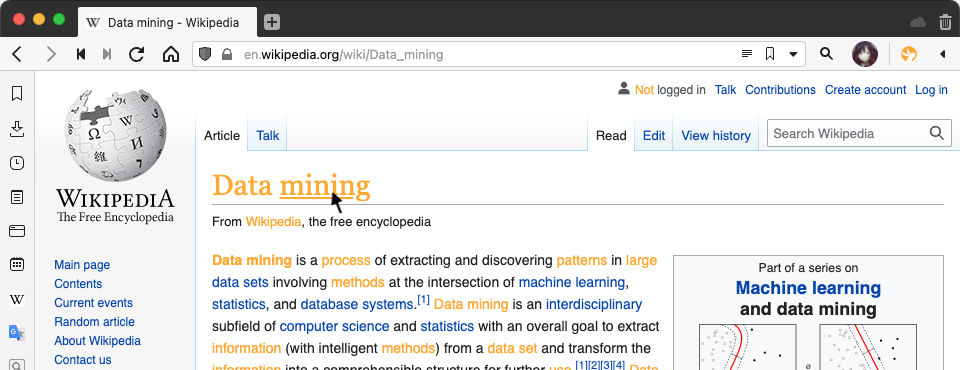 Data mining - Wikipedia
en.wikipedia.org/wiki/Data_mining
Not logged in Talk Contributions Create account Log in
Article Talk Read Edit View history Search Wikipedia
WIKIPEDIA
The Free Encyclopedia
Main page
Contents
Current events
Random article
About Wikipedia
Contact us
Data mining
From Wikipedia, the free encyclopedia
Data mining is a process of extracting and discovering patterns in large
data sets involving methods at the intersection of machine learning,
statistics, and database systems.[1] Data mining is an interdisciplinary
subfield of computer science and statistics with an overall goal to extract
information (with intelligent methods) from a data set and transform the
information into a comprehensible structure for further use.[1][2][3][4] Data
Part of a series on
Machine learning
and data mining